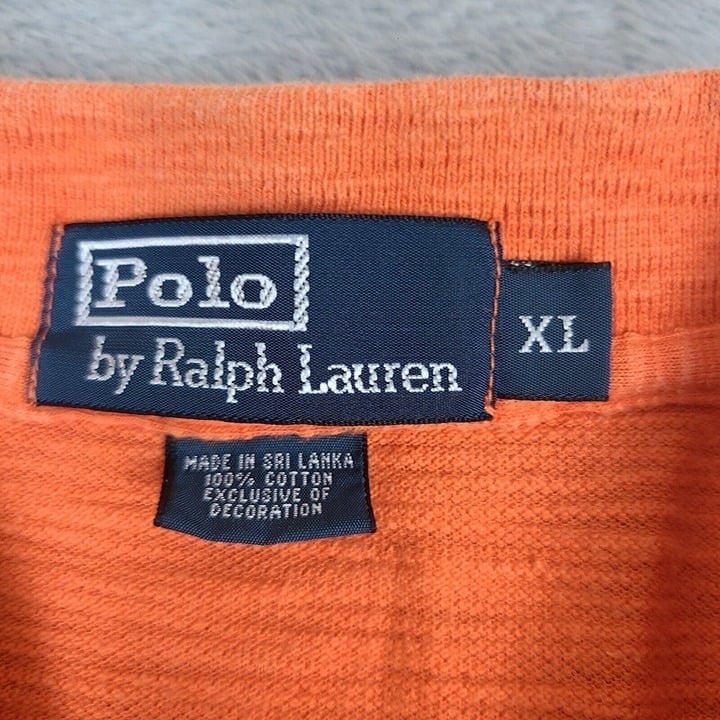 Polo
by Ralph Lauren
XL
MADE IN SRI LANKA
100% COTTON
EXCLUSIVE OF
DECORATION